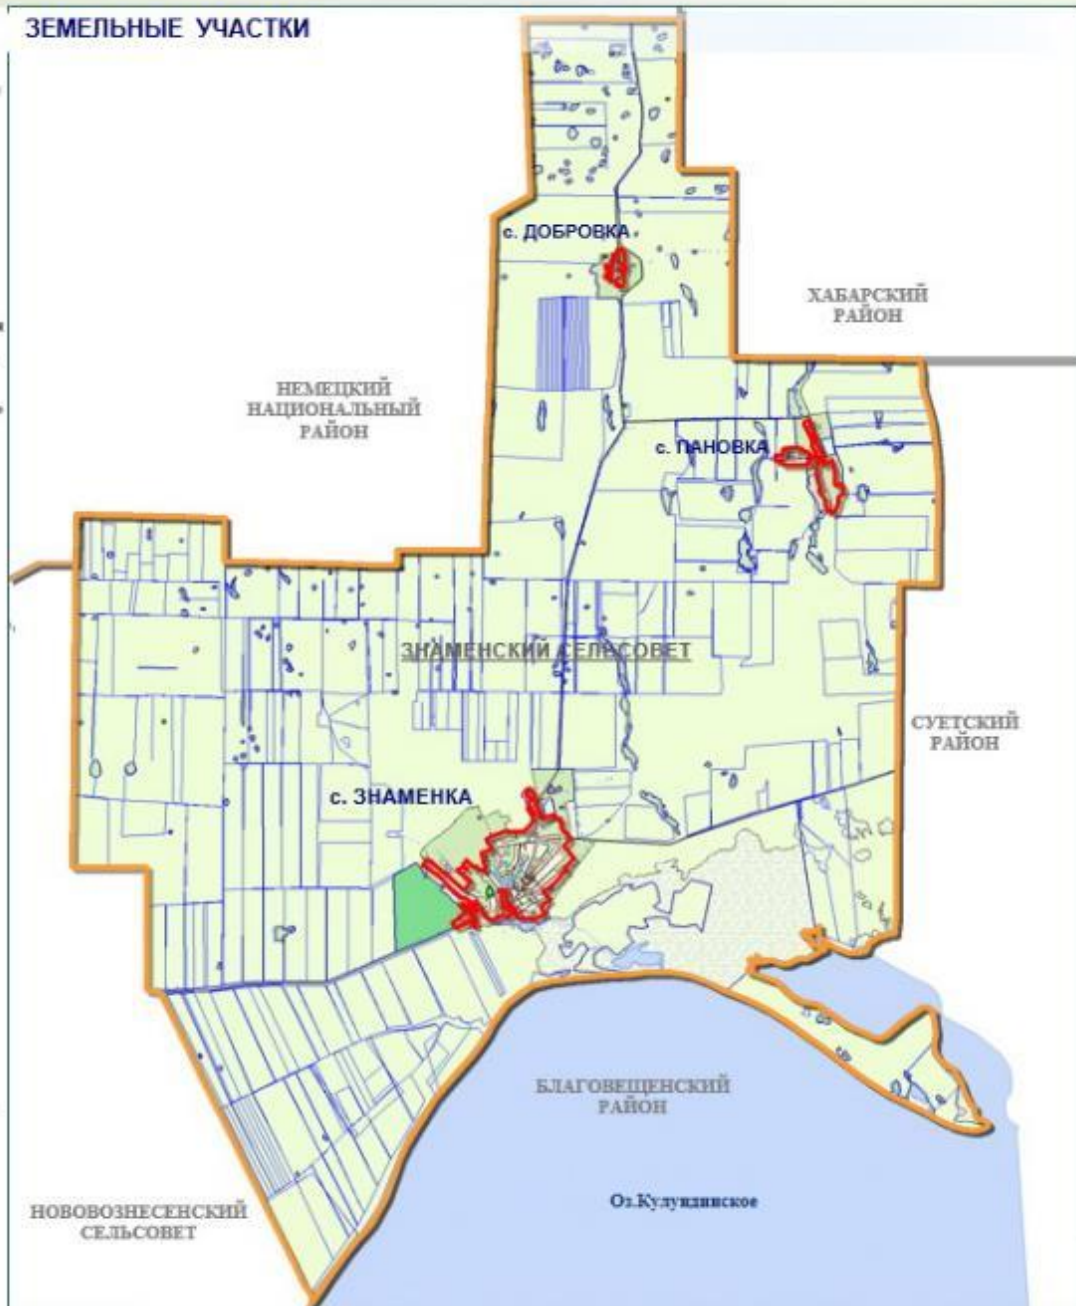 ЗЕМЕЛЬНЫЕ УЧАСТКИ
с. ДОБРОВКА
ХАБАРСКИЙ
РАЙОН
НЕМЕЦКИЙ
НАЦИОНАЛЬНЫЙ
РАЙОН
с. ПАНОВКА
ЗНАМЕНСКИЙ СЕЛЬСОВЕТ
СУЕТСКИЙ
РАЙОН
с. ЗНАМЕНКА
БЛАГОВЕЩЕНСКИЙ
РАЙОН
Оз.Кулундинское
НОВОВОЗНЕСЕНСКИЙ
СЕЛЬСОВЕТ